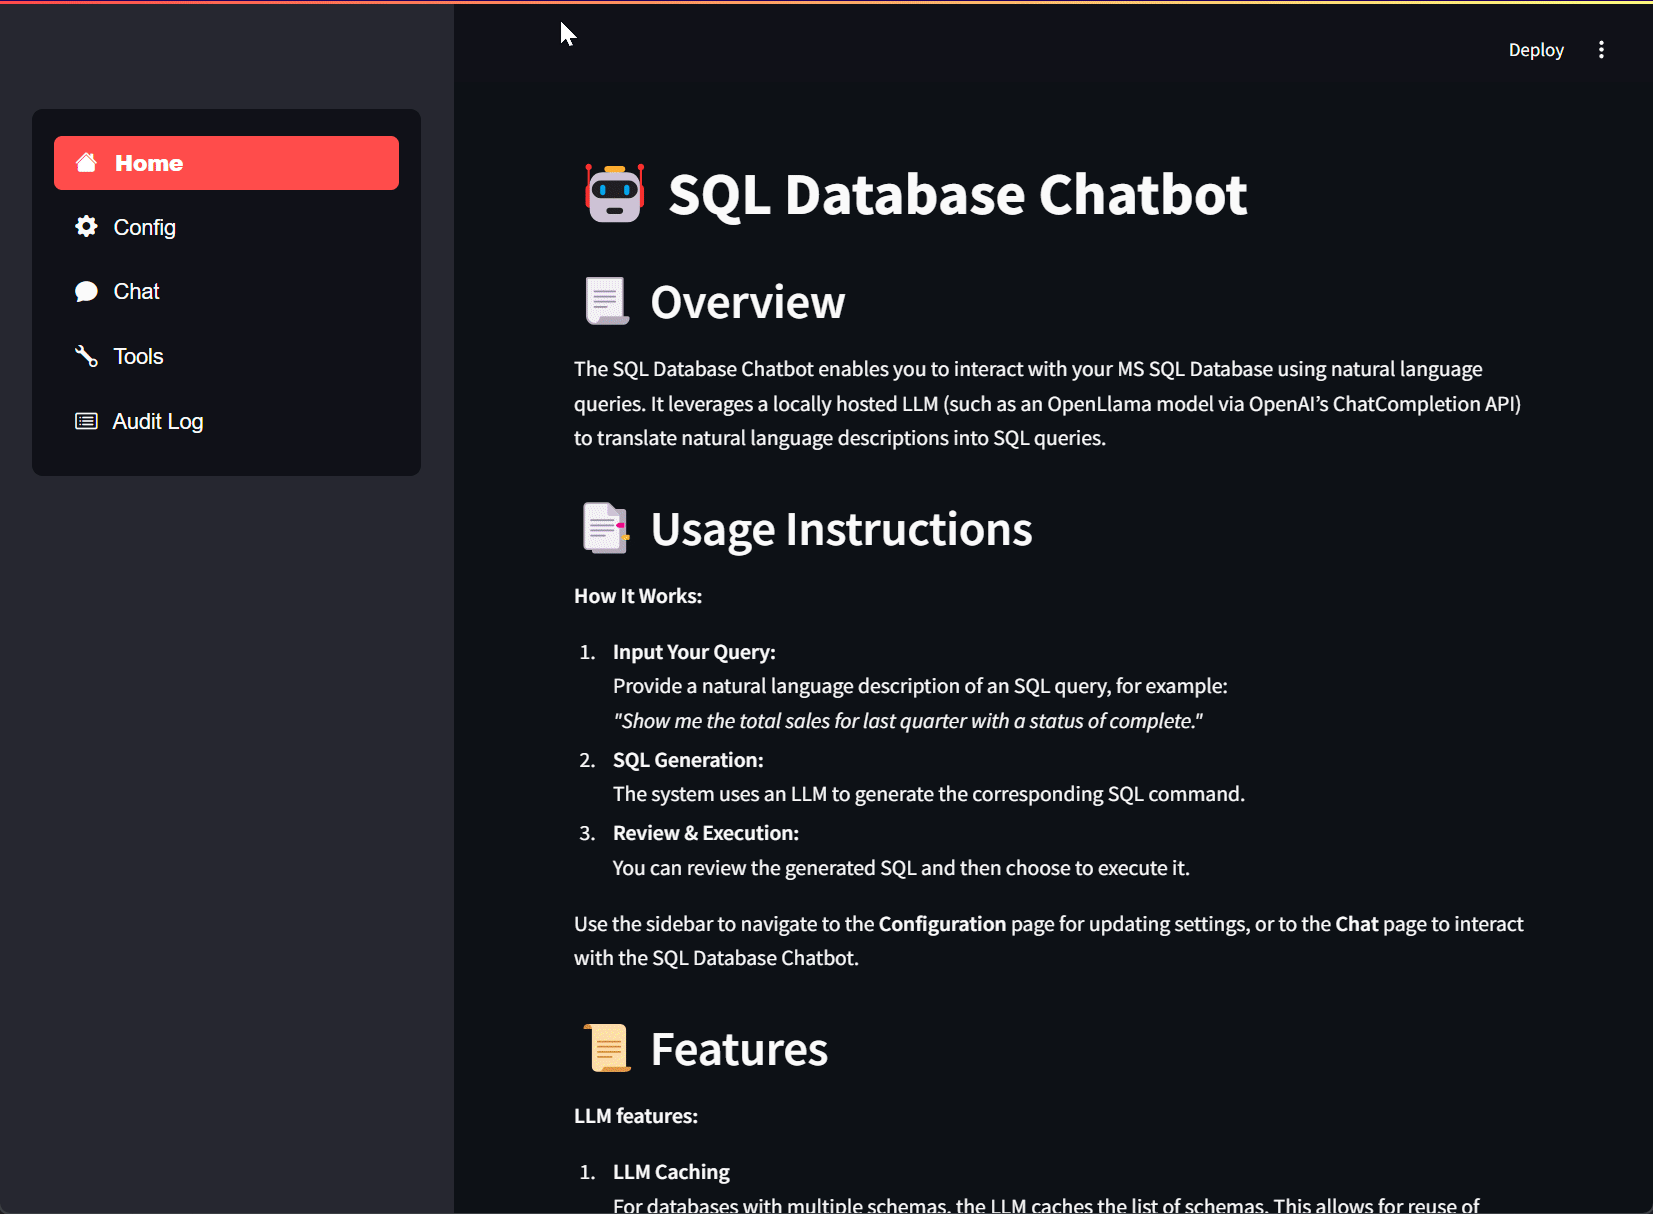 Deploy
Home
Config
Chat
Tools
Audit Log
SQL Database Chatbot
Overview
The SQL Database Chatbot enables you to interact with your MS SQL Database using natural language
queries. It leverages a locally hosted LLM (such as an OpenLlama model via OpenAI’s ChatCompletion API)
to translate natural language descriptions into SQL queries.
Usage Instructions
How It Works:
1. Input Your Query:
Provide a natural language description of an SQL query, for example:
"Show me the total sales for last quarter with a status of complete."
2. SQL Generation:
The system uses an LLM to generate the corresponding SQL command.
3. Review & Execution:
You can review the generated SQL and then choose to execute it.
Use the sidebar to navigate to the Configuration page for updating settings, or to the Chat page to interact
with the SQL Database Chatbot.
Features
LLM features:
1. LLM Caching
For databases with multiple schemas, the LLM caches the list of schemas. This allows for reuse of